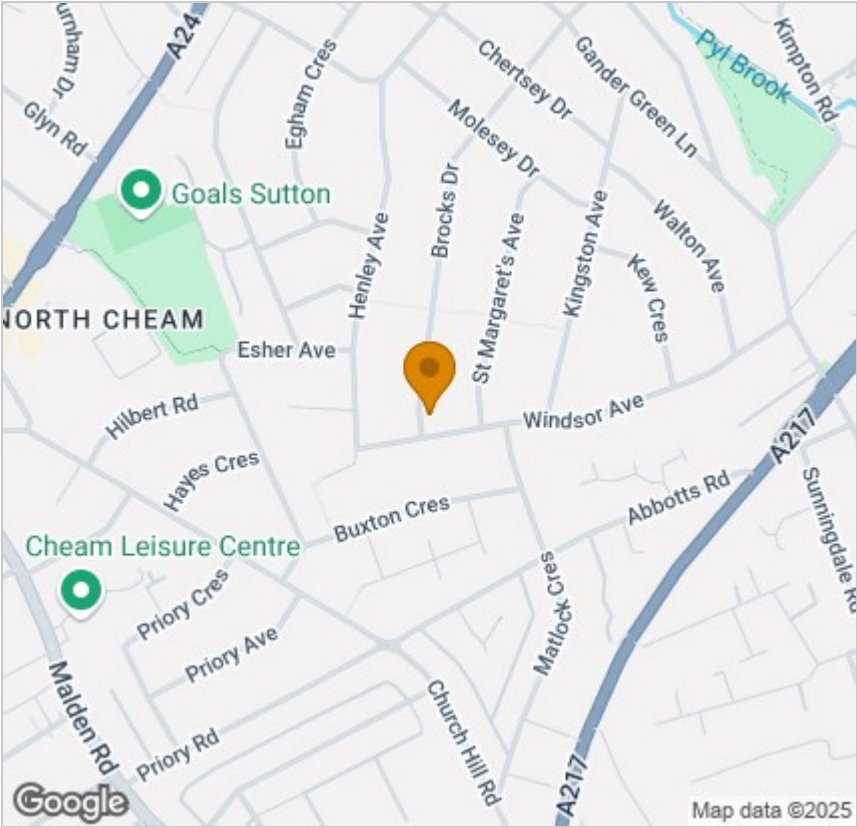 urnham Dr
A24
Glyn Rd
Egham Cres
Chertsey Dr
Gander Green Ln
Pyl Brook
Kimpton Rd
Molesey Dr
Goals Sutton
Henley Ave
Brocks Dr
St Margaret's Ave
Kingston Ave
Walton Ave
Kew Cres
NORTH CHEAM
Esher Ave
Hilbert Rd
Windsor Ave
A217
Hayes Cres
Abbotts Rd
Sunningdale Rd
Buxton Cres
Cheam Leisure Centre
Priory Cres
Matlock Cres
Priory Ave
Malden Rd
Church Hill Rd
Priory Rd
A217
Google
Map data ©2025